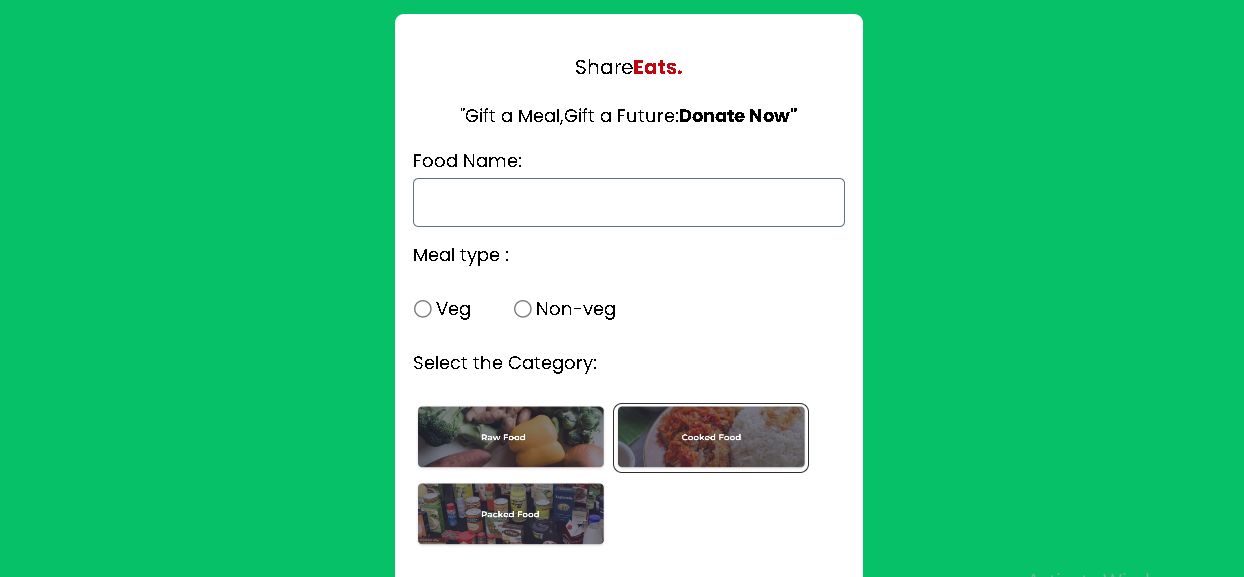 ShareEats.
"Gift a Meal,Gift a Future:Donate Now"
Food Name:
Meal type :
Veg Non-veg
Select the Category:
Raw Food Cooked Food
Packed Food